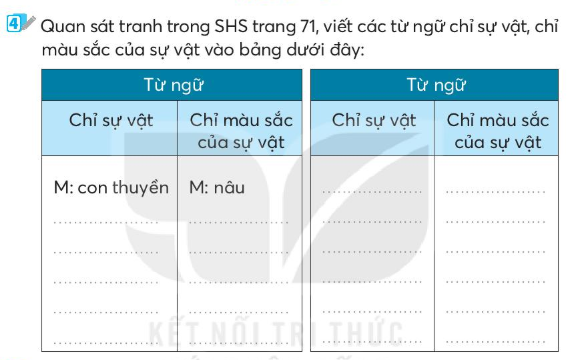 4 Quan sát tranh trong SHS trang 71, viết các từ ngữ chỉ sự vật, chỉ
màu sắc của sự vật vào bảng dưới đây:
Từ ngữ
Chỉ sự vật
Chỉ màu sắc
của sự vật
M: con thuyền
M: nâu
Từ ngữ
Chỉ sự vật
Chỉ màu sắc
của sự vật
KẾT NỐI TRI THỨC